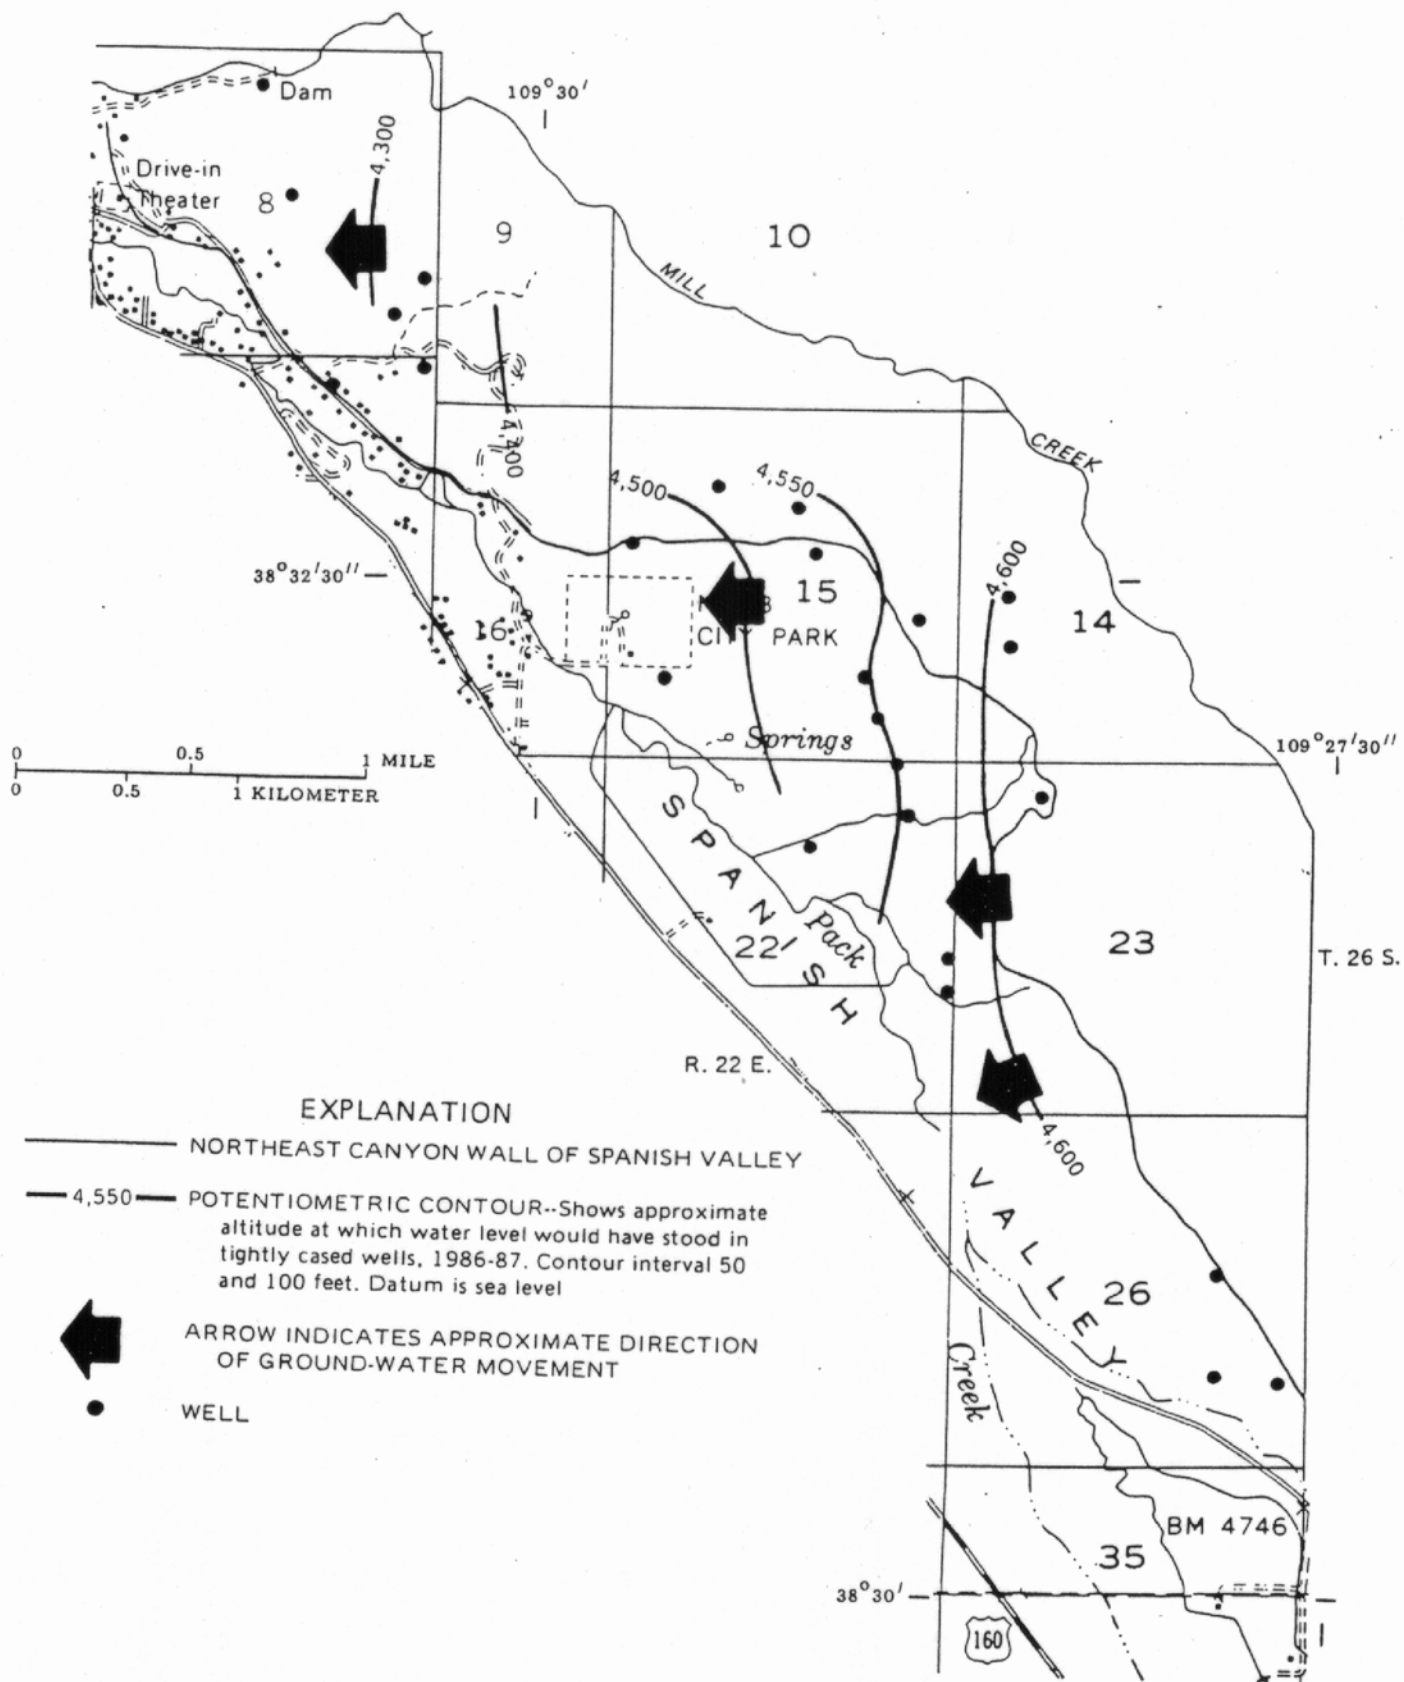 Dam
109°30'
4,300
Drive-in
Theater
8
9
10
MILL
CREEK
4,400
4,500
4,550
4,600
38°32'30"
15
14
16
CITY PARK
Springs
109°27'30"
0 0.5 1 MILE
0 0.5 1 KILOMETER
SPANISH
Pack
22
23
T. 26 S.
R. 22 E.
4,600
EXPLANATION
NORTHEAST CANYON WALL OF SPANISH VALLEY
4,550 POTENTIOMETRIC CONTOUR--Shows approximate
altitude at which water level would have stood in
tightly cased wells, 1986-87. Contour interval 50
and 100 feet. Datum is sea level
ARROW INDICATES APPROXIMATE DIRECTION
OF GROUND-WATER MOVEMENT
WELL
VALLEY
26
Creek
BM 4746
35
38°30'
160